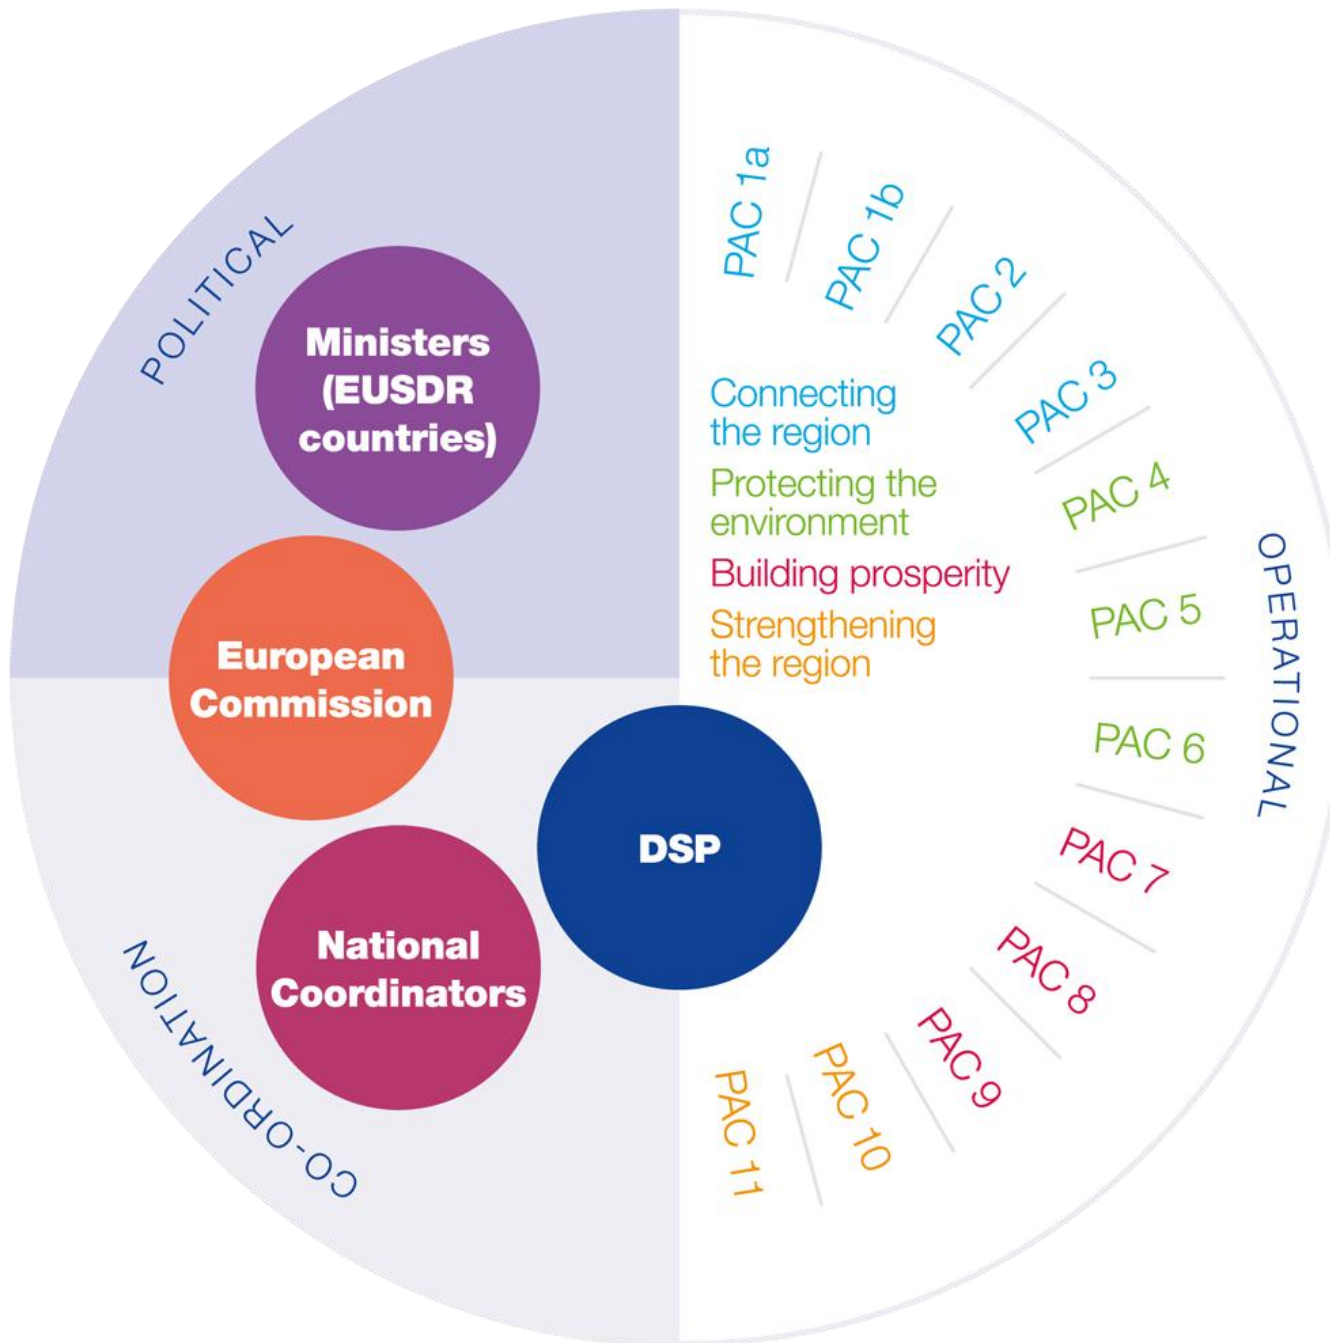 POLITICAL
Ministers
(EUSDR
countries)
European
Commission
National
Coordinators
CO-ORDINATION
DSP
Connecting
the region
Protecting the
environment
Building prosperity
Strengthening
the region
PAC 1a
PAC 1b
PAC 2
PAC 3
PAC 4
PAC 5
PAC 6
PAC 7
PAC 8
PAC 9
PAC 10
PAC 11
OPERATIONAL